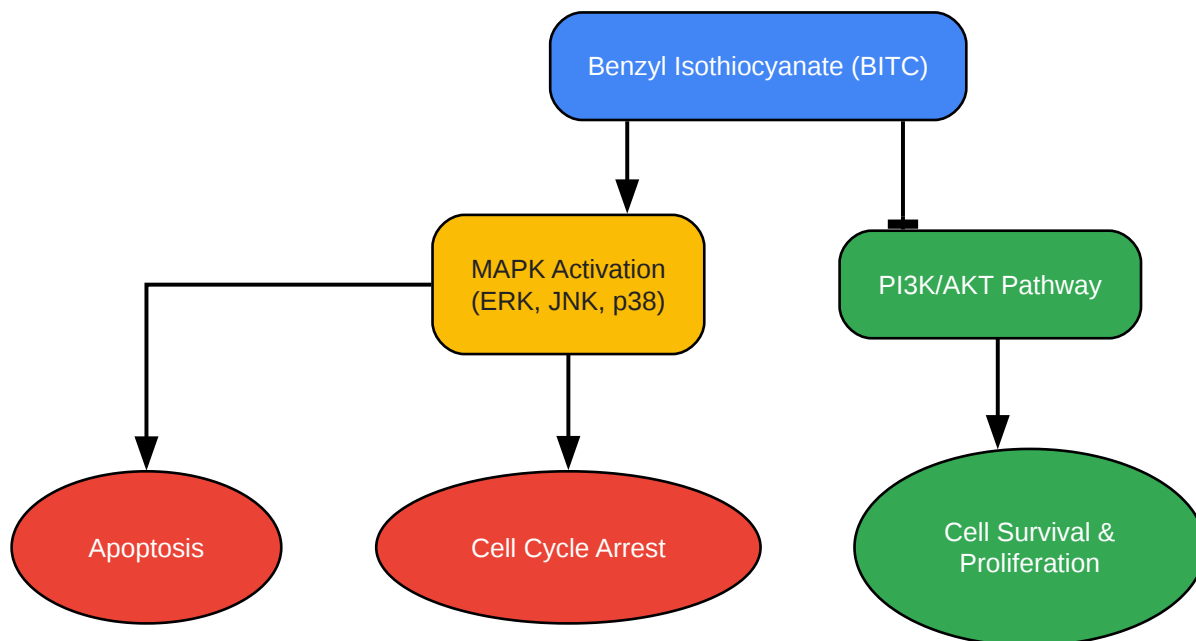 Benzyl Isothiocyanate (BITC)
MAPK Activation
(ERK, JNK, p38)
PI3K/AKT Pathway
Apoptosis
Cell Cycle Arrest
Cell Survival &
Proliferation